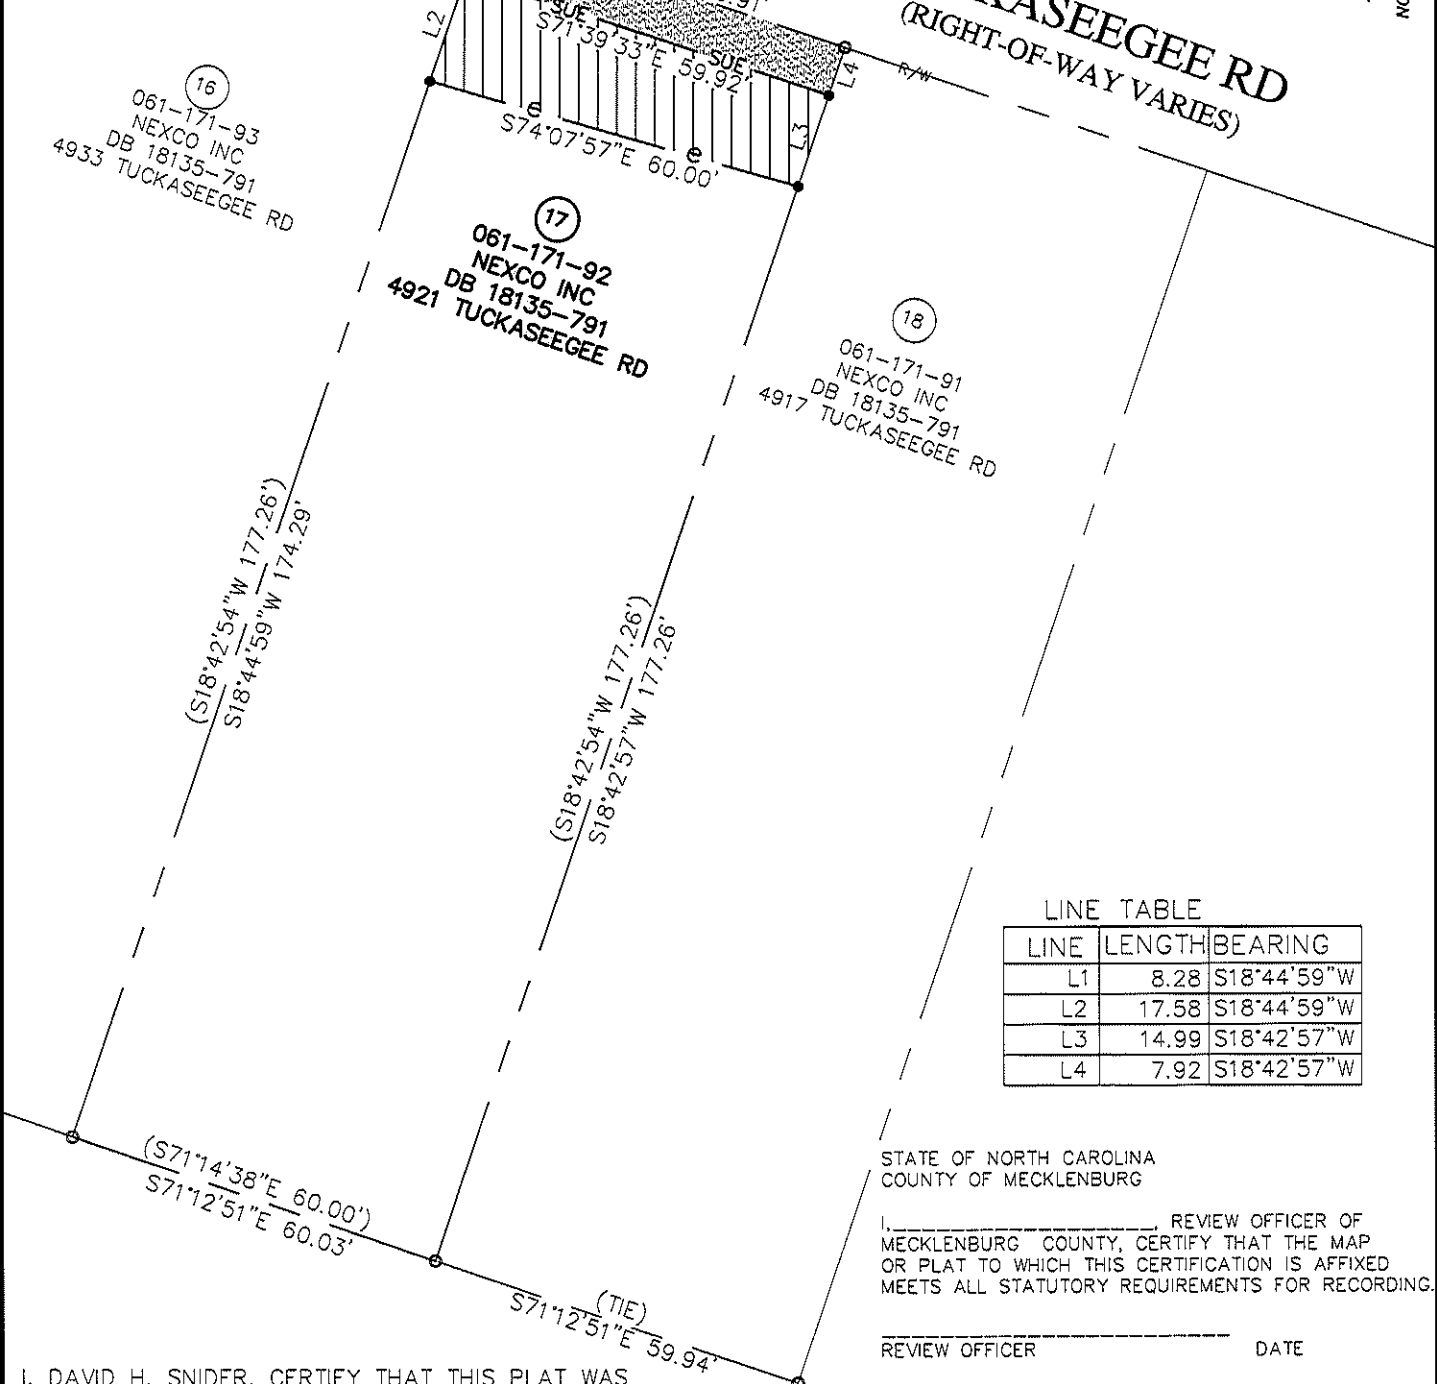 L2
SUE
S71°39'33"E 59.92'
SUE
L4
R/W
(RIGHT-OF-WAY VARIES)
L3
e
e
S74°07'57"E 60.00'
16
061-171-93
NEXCO INC
DB 18135-791
4933 TUCKASEEGEE RD
17
061-171-92
NEXCO INC
DB 18135-791
4921 TUCKASEEGEE RD
18
061-171-91
NEXCO INC
DB 18135-791
4917 TUCKASEEGEE RD
(S18°42'54"W 177.26')
S18°44'59"W 174.29'
(S18°42'54"W 177.26')
S18°42'57"W 177.26'
LINE TABLE
LINE LENGTH BEARING
L1 8.28 S18°44'59"W
L2 17.58 S18°44'59"W
L3 14.99 S18°42'57"W
L4 7.92 S18°42'57"W
(S71°14'38"E 60.00')
S71°12'51"E 60.03'
(TIE)
S71°12'51"E 59.94'
STATE OF NORTH CAROLINA
COUNTY OF MECKLENBURG
I,____________________, REVIEW OFFICER OF
MECKLENBURG COUNTY, CERTIFY THAT THE MAP
OR PLAT TO WHICH THIS CERTIFICATION IS AFFIXED
MEETS ALL STATUTORY REQUIREMENTS FOR RECORDING.
REVIEW OFFICER DATE
I, DAVID H. SNIDER, CERTIFY THAT THIS PLAT WAS